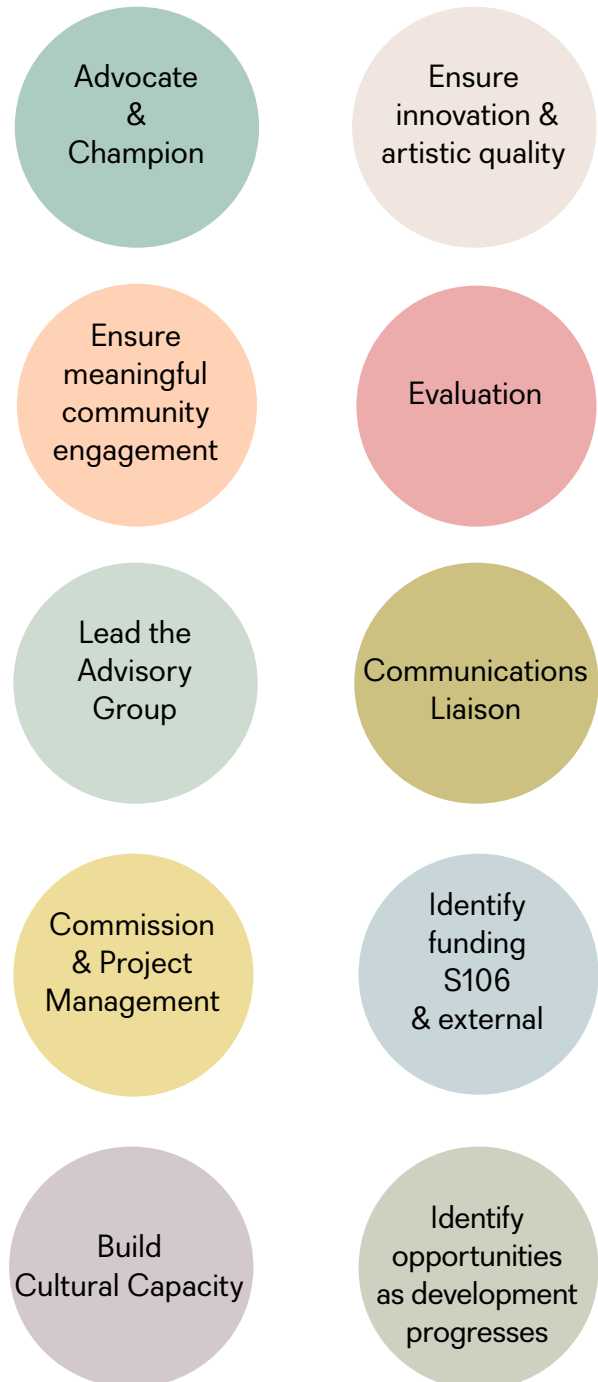 Advocate
&
Champion
Ensure
innovation &
artistic quality
Ensure
meaningful
community
engagement
Evaluation
Lead the
Advisory
Group
Communications
Liaison
Commission
& Project
Management
Identify
funding
S106
& external
Build
Cultural Capacity
Identify
opportunities
as development
progresses